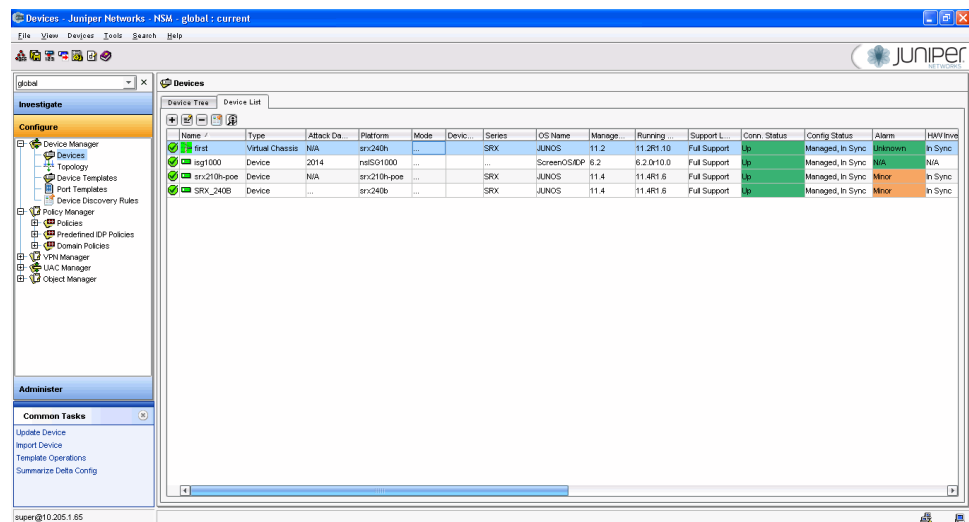 Devices - Juniper Networks - NSM - global : current
File View Devices Tools Search Help
JUNIPER
NETWORKS
global
Devices
Investigate
Device Tree Device List
Configure
Name / Type Attack Da... Platform Mode Devic... Series OS Name Manage... Running ... Support L... Conn. Status Config Status Alarm H/W Inve
first Virtual Chassis N/A srx240h ... SRX JUNOS 11.2 11.2R1.10 Full Support Up Managed, In Sync Unknown In Sync
isg1000 Device 2014 nsISG1000 ... ... ScreenOS/IDP 6.2 6.2.0r10.0 Full Support Up Managed, In Sync N/A N/A
srx210h-poe Device N/A srx210h-poe ... SRX JUNOS 11.4 11.4R1.6 Full Support Up Managed, In Sync Minor In Sync
SRX_240B Device ... srx240b ... SRX JUNOS 11.4 11.4R1.6 Full Support Up Managed, In Sync Minor In Sync
Device Manager
Devices
Topology
Device Templates
Port Templates
Device Discovery Rules
Policy Manager
Policies
Predefined IDP Policies
Domain Policies
VPN Manager
UAC Manager
Object Manager
Administer
Common Tasks
Update Device
Import Device
Template Operations
Summarize Delta Config
super@10.205.1.65